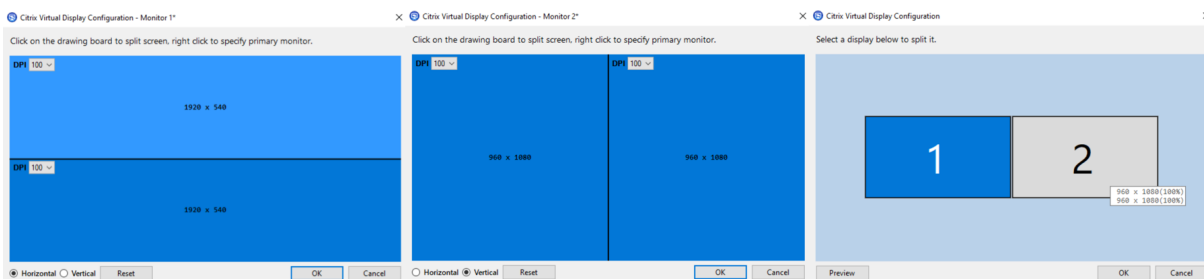 Citrix Virtual Display Configuration - Monitor 1*
Click on the drawing board to split screen, right click to specify primary monitor.
DPI 100
1920 x 540
DPI 100
1920 x 540
Horizontal Vertical Reset OK Cancel
Citrix Virtual Display Configuration - Monitor 2*
Click on the drawing board to split screen, right click to specify primary monitor.
DPI 100 DPI 100
960 x 1080 960 x 1080
Horizontal Vertical Reset OK Cancel
Citrix Virtual Display Configuration
Select a display below to split it.
1 2
960 x 1080(100%)
960 x 1080(100%)
Preview OK Cancel